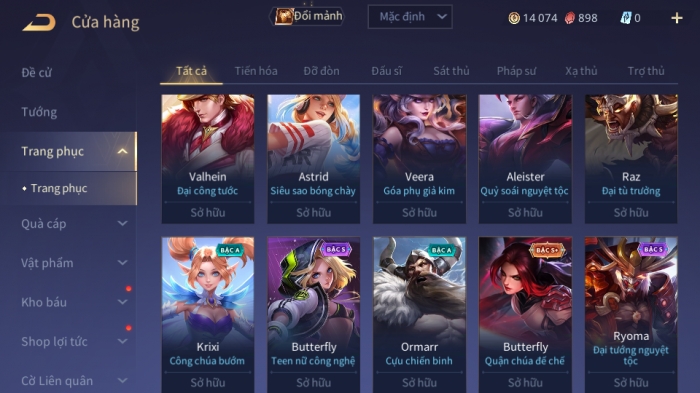 Cửa hàng
Đổi mảnh
Mặc định
14 074
898
0
Đề cử
Tướng
Trang phục
Trang phục
Quà cáp
Vật phẩm
Kho báu
Shop lợi tức
Cờ Liên quân
Tất cả
Tiến hóa
Đỡ đòn
Đấu sĩ
Sát thủ
Pháp sư
Xạ thủ
Trợ thủ
Valhein
Đại công tước
Sở hữu
Astrid
Siêu sao bóng chày
Sở hữu
Veera
Góa phụ giả kim
Sở hữu
Aleister
Quỷ soái nguyệt tộc
Sở hữu
Raz
Đại tù trưởng
Sở hữu
BẬC A
Krixi
Công chúa bướm
Sở hữu
BẬC S
Butterfly
Teen nữ công nghệ
Sở hữu
BẬC A
Ormarr
Cựu chiến binh
Sở hữu
BẬC S+
Butterfly
Quận chúa đế chế
Sở hữu
BẬC S
Ryoma
Đại tướng nguyệt
tộc
Sở hữu